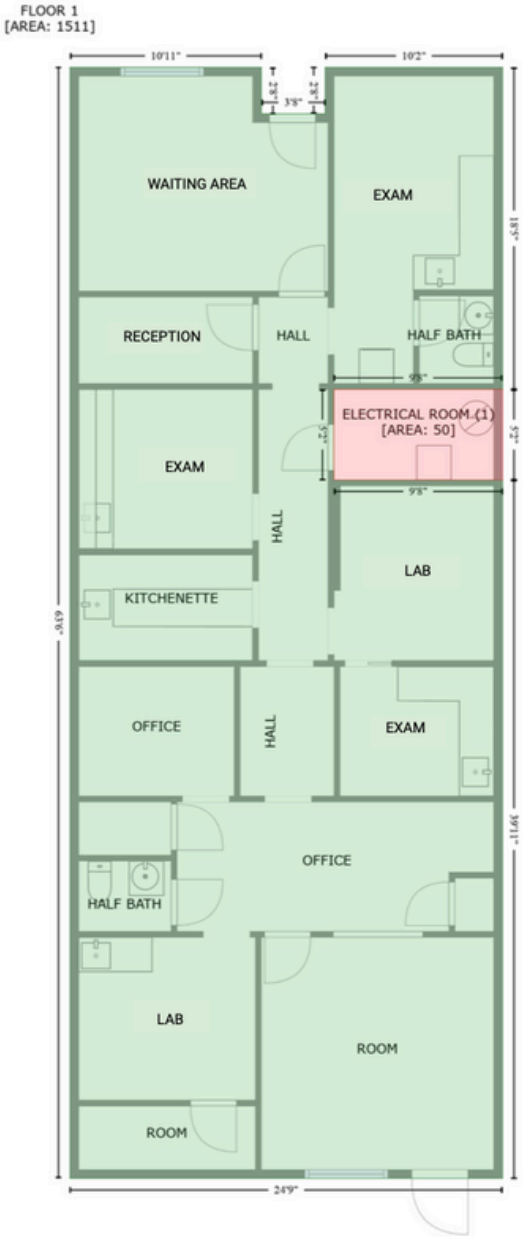 FLOOR 1
[AREA: 1511]
10'11"
10'2"
2'8"
2'8"
3'8"
WAITING AREA
EXAM
18'5"
RECEPTION
HALL
HALF BATH
9'8"
ELECTRICAL ROOM (1)
[AREA: 50]
5'2"
5'2"
9'8"
EXAM
HALL
LAB
KITCHENETTE
63'6"
OFFICE
HALL
EXAM
OFFICE
39'11"
HALF BATH
LAB
ROOM
ROOM
24'9"